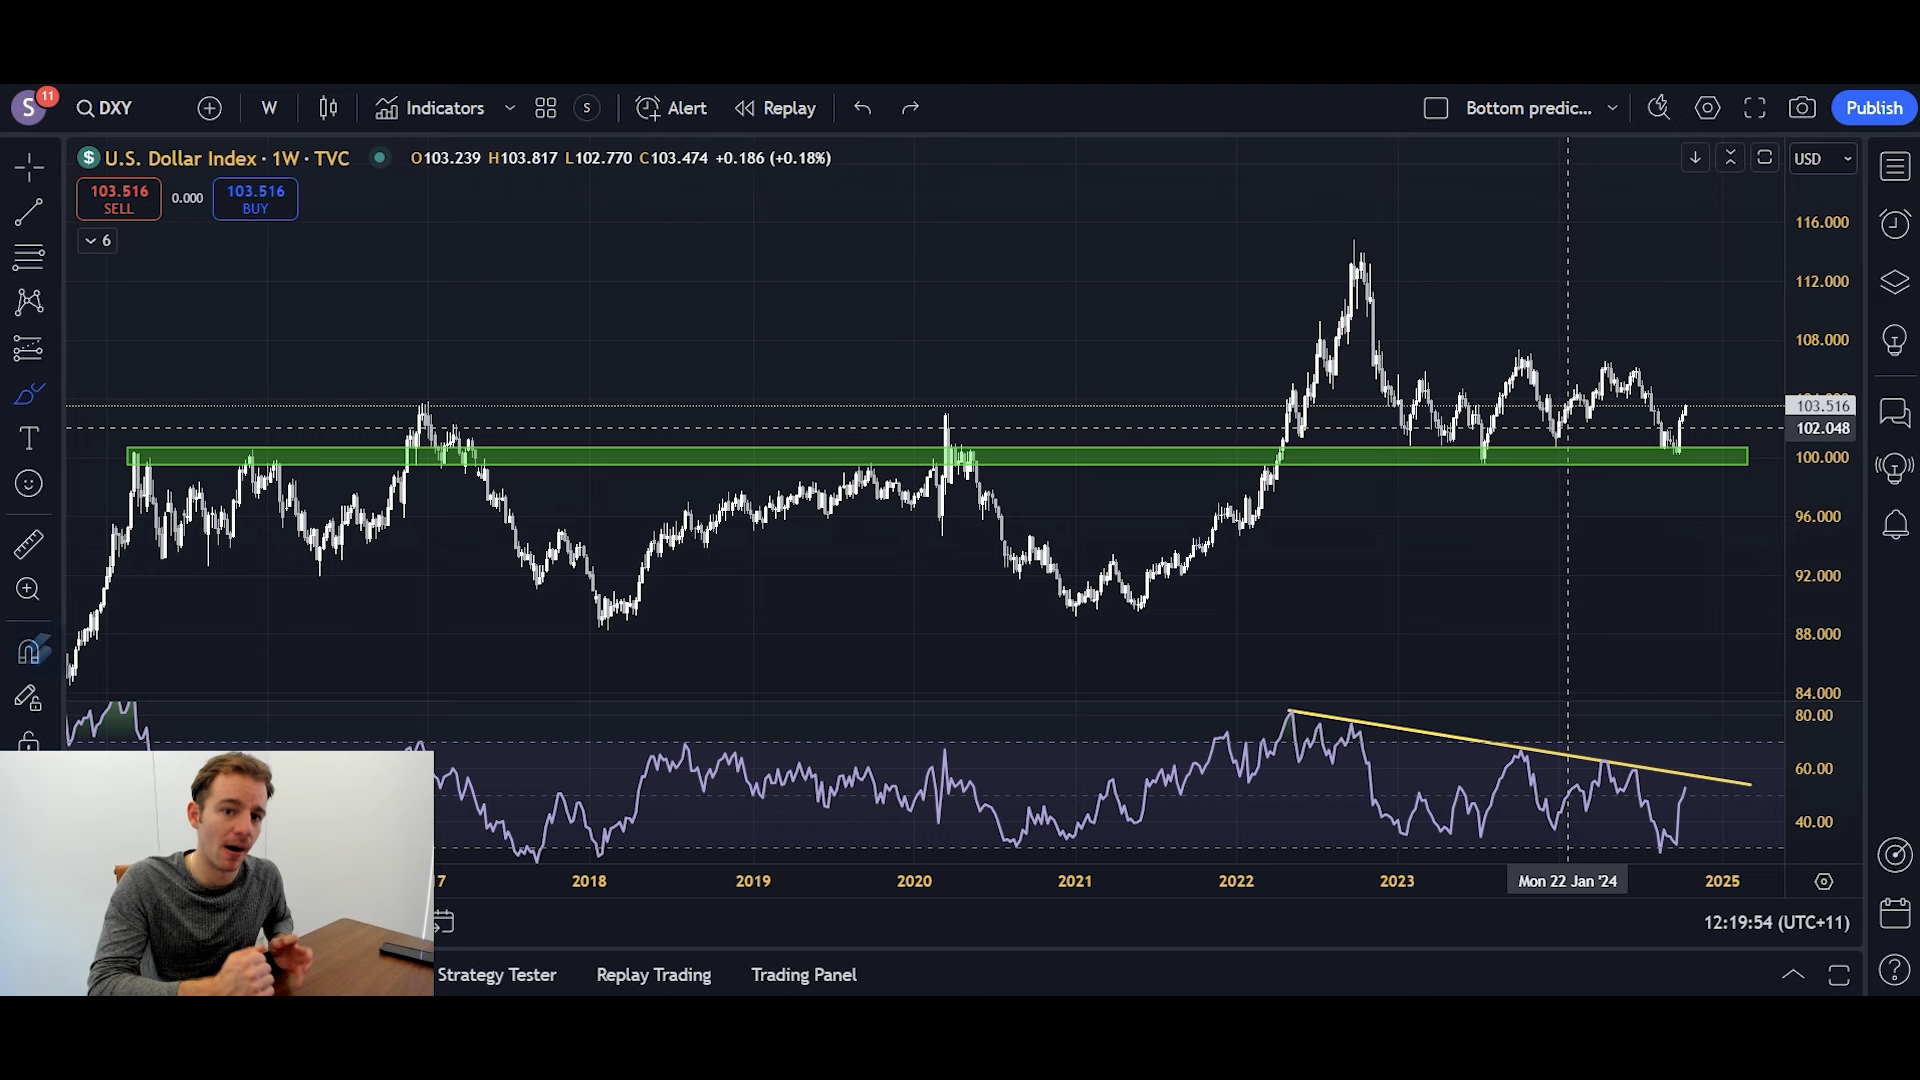 S 11 DXY W Indicators S Alert Replay Bottom predic... Publish
$ U.S. Dollar Index · 1W · TVC O103.239 H103.817 L102.770 C103.474 +0.186 (+0.18%) USD
103.516 0.000 103.516
SELL BUY
6
116.000
112.000
108.000
103.516
102.048
100.000
96.000
92.000
88.000
84.000
80.00
60.00
40.00
7 2018 2019 2020 2021 2022 2023 Mon 22 Jan '24 2025
12:19:54 (UTC+11)
Strategy Tester Replay Trading Trading Panel